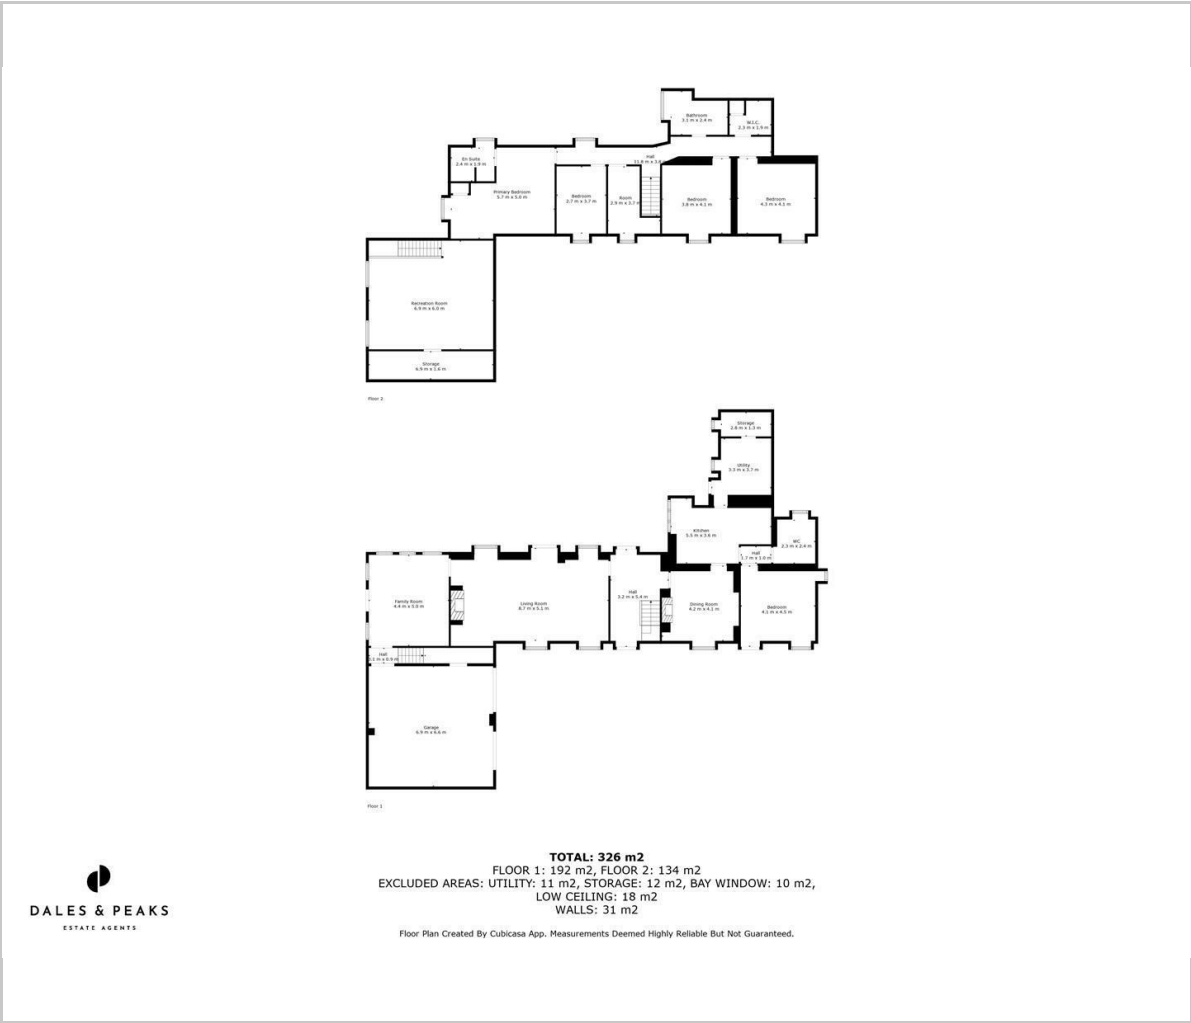 Bathroom
3.1 m x 2.4 m
W.I.C.
2.3 m x 1.9 m
En Suite
2.4 m x 1.8 m
Hall
Primary Bedroom
5.7 m x 5.0 m
Bedroom
2.7 m x 3.7 m
Room
2.9 m x 3.7 m
Bedroom
3.8 m x 4.1 m
Bedroom
4.3 m x 4.1 m
Recreation Room
6.9 m x 6.0 m
Storage
6.9 m x 1.6 m
Floor 2
Storage
2.8 m x 1.3 m
Utility
3.3 m x 3.7 m
Kitchen
5.5 m x 3.6 m
WC
2.3 m x 2.4 m
Hall
1.7 m x 1.0 m
Family Room
4.4 m x 5.0 m
Living Room
8.7 m x 5.1 m
Hall
3.3 m x 5.4 m
Dining Room
4.2 m x 4.1 m
Bedroom
4.1 m x 4.5 m
Hall
Garage
6.9 m x 6.6 m
Floor 1
TOTAL: 326 m2
FLOOR 1: 192 m2, FLOOR 2: 134 m2
EXCLUDED AREAS: UTILITY: 11 m2, STORAGE: 12 m2, BAY WINDOW: 10 m2,
LOW CEILING: 18 m2
WALLS: 31 m2
DALES & PEAKS
ESTATE AGENTS
Floor Plan Created By Cubicasa App. Measurements Deemed Highly Reliable But Not Guaranteed.